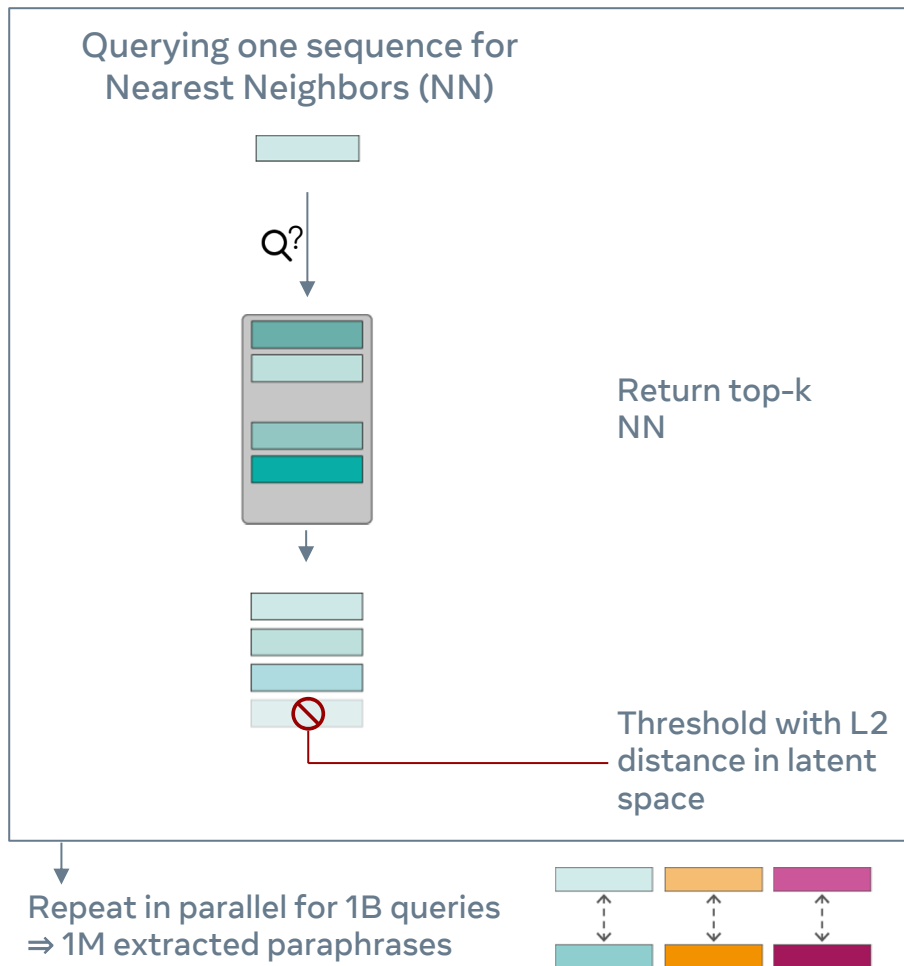 Querying one sequence for
Nearest Neighbors (NN)
?
Return top-k
NN
Threshold with L2
distance in latent
space
Repeat in parallel for 1B queries
⇒ 1M extracted paraphrases